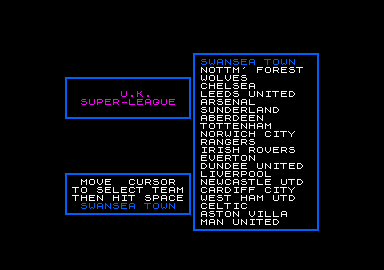 U.K.
SUPER-LEAGUE
MOVE CURSOR
TO SELECT TEAM
THEN HIT SPACE
SWANSEA TOWN
SWANSEA TOWN
NOTTM' FOREST
WOLVES
CHELSEA
LEEDS UNITED
ARSENAL
SUNDERLAND
ABERDEEN
TOTTENHAM
NORWICH CITY
RANGERS
IRISH ROVERS
EVERTON
DUNDEE UNITED
LIVERPOOL
NEWCASTLE UTD
CARDIFF CITY
WEST HAM UTD
CELTIC
ASTON VILLA
MAN UNITED